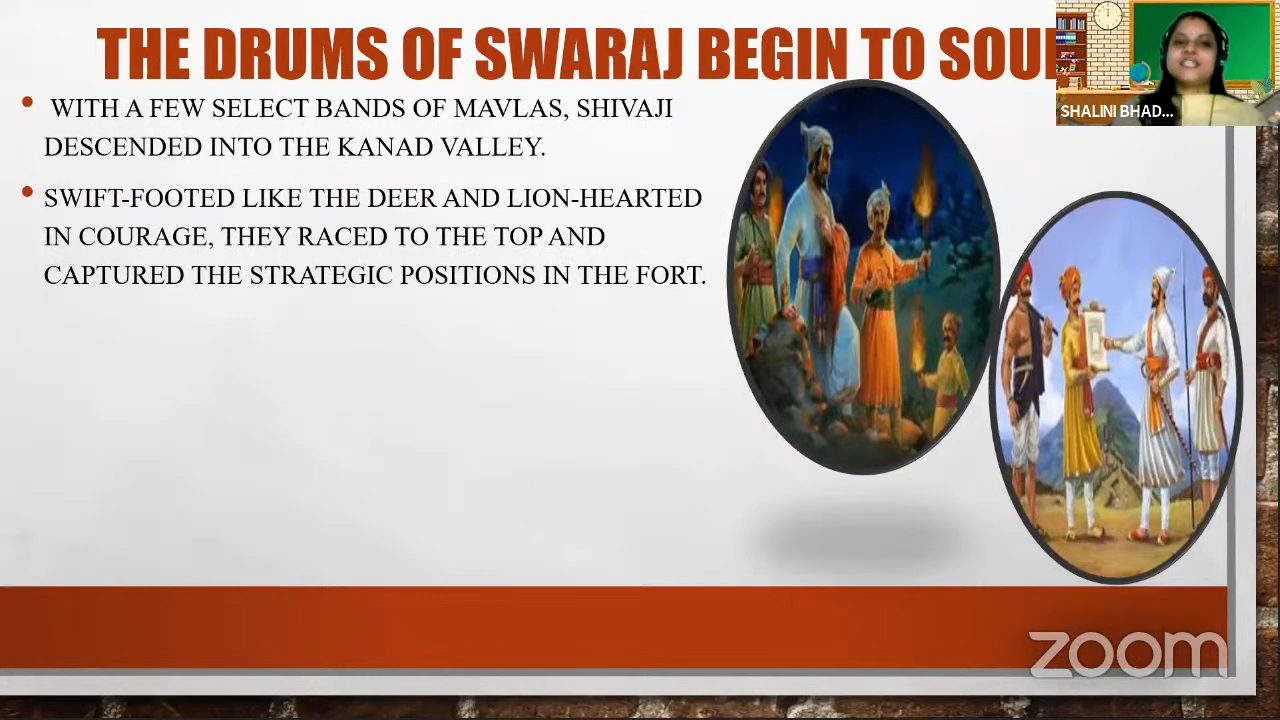 THE DRUMS OF SWARAJ BEGIN TO
• WITH A FEW SELECT BANDS OF MAVLAS, SHIVAJI
DESCENDED INTO THE KANAD VALLEY.
• SWIFT-FOOTED LIKE THE DEER AND LION-HEARTED
IN COURAGE, THEY RACED TO THE TOP AND
CAPTURED THE STRATEGIC POSITIONS IN THE FORT.
SHALINI BHAD...
zoom